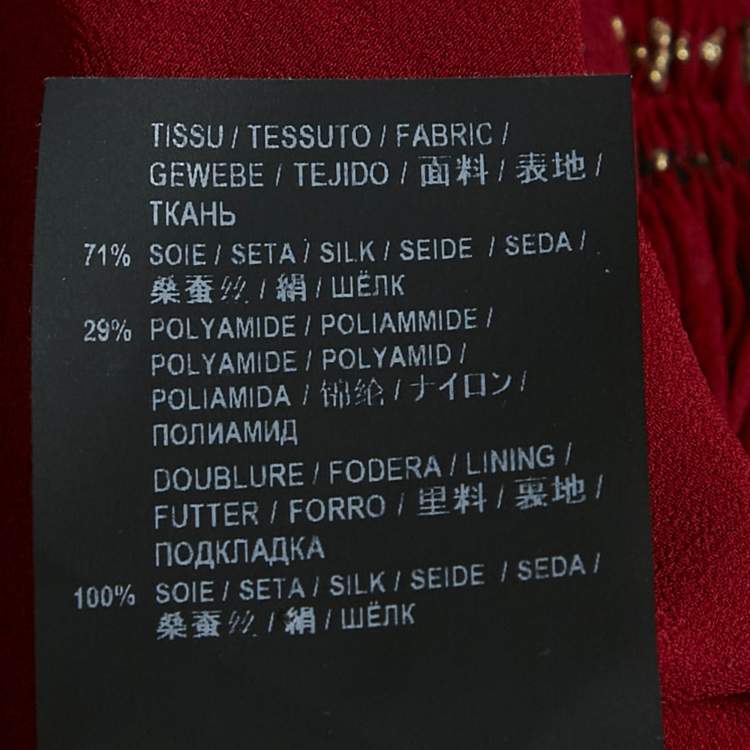 TISSU / TESSUTO / FABRIC /
GEWEBE / TEJIDO / 面料 / 表地 /
ТКАНЬ
71% SOIE / SETA / SILK / SEIDE / SEDA /
桑蚕丝 / 絹 / ШЁЛК
29% POLYAMIDE / POLIAMMIDE /
POLYAMIDE / POLYAMID /
POLIAMIDA / 锦纶 / ナイロン /
ПОЛИАМИД
DOUBLURE / FODERA / LINING /
FUTTER / FORRO / 里料 / 裏地 /
ПОДКЛАДКА
100% SOIE / SETA / SILK / SEIDE / SEDA /
桑蚕丝 / 絹 / ШЁЛК